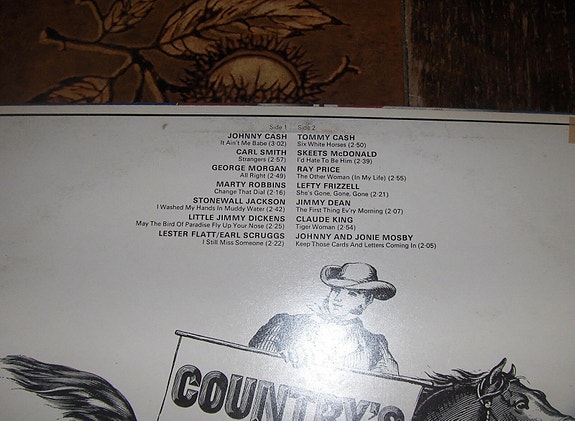 Side 1
JOHNNY CASH
It Ain't Me Babe (3:02)
CARL SMITH
Strangers (2:57)
GEORGE MORGAN
All Right (2:49)
MARTY ROBBINS
Change That Dial (2:16)
STONEWALL JACKSON
I Washed My Hands In Muddy Water (2:42)
LITTLE JIMMY DICKENS
May The Bird Of Paradise Fly Up Your Nose (2:25)
LESTER FLATT/EARL SCRUGGS
I Still Miss Someone (2:22)
Side 2
TOMMY CASH
Six White Horses (2:50)
SKEETS McDONALD
I'd Hate To Be Him (2:39)
RAY PRICE
The Other Woman (In My Life) (2:55)
LEFTY FRIZZELL
She's Gone, Gone, Gone (2:21)
JIMMY DEAN
The First Thing Ev'ry Morning (2:07)
CLAUDE KING
Tiger Woman (2:54)
JOHNNY AND JONIE MOSBY
Keep Those Cards And Letters Coming In (2:05)
COUNTRY'S